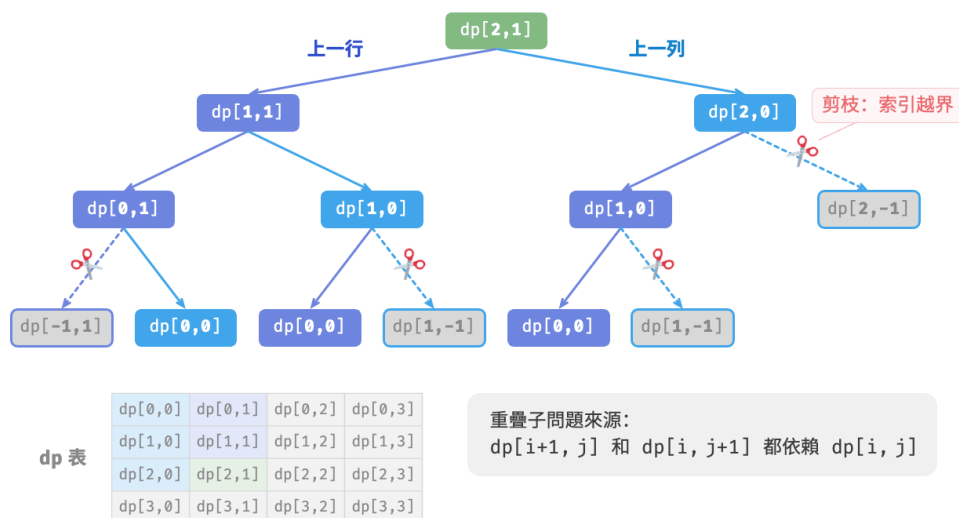 dp[2,1]
上一行
上一列
dp[1,1]
dp[2,0]
剪枝：索引越界
dp[0,1]
dp[1,0]
dp[1,0]
dp[2,-1]
dp[-1,1]
dp[0,0]
dp[0,0]
dp[1,-1]
dp[0,0]
dp[1,-1]
dp 表
dp[0,0] dp[0,1] dp[0,2] dp[0,3]
dp[1,0] dp[1,1] dp[1,2] dp[1,3]
dp[2,0] dp[2,1] dp[2,2] dp[2,3]
dp[3,0] dp[3,1] dp[3,2] dp[3,3]
重疊子問題來源：
dp[i+1, j] 和 dp[i, j+1] 都依賴 dp[i, j]